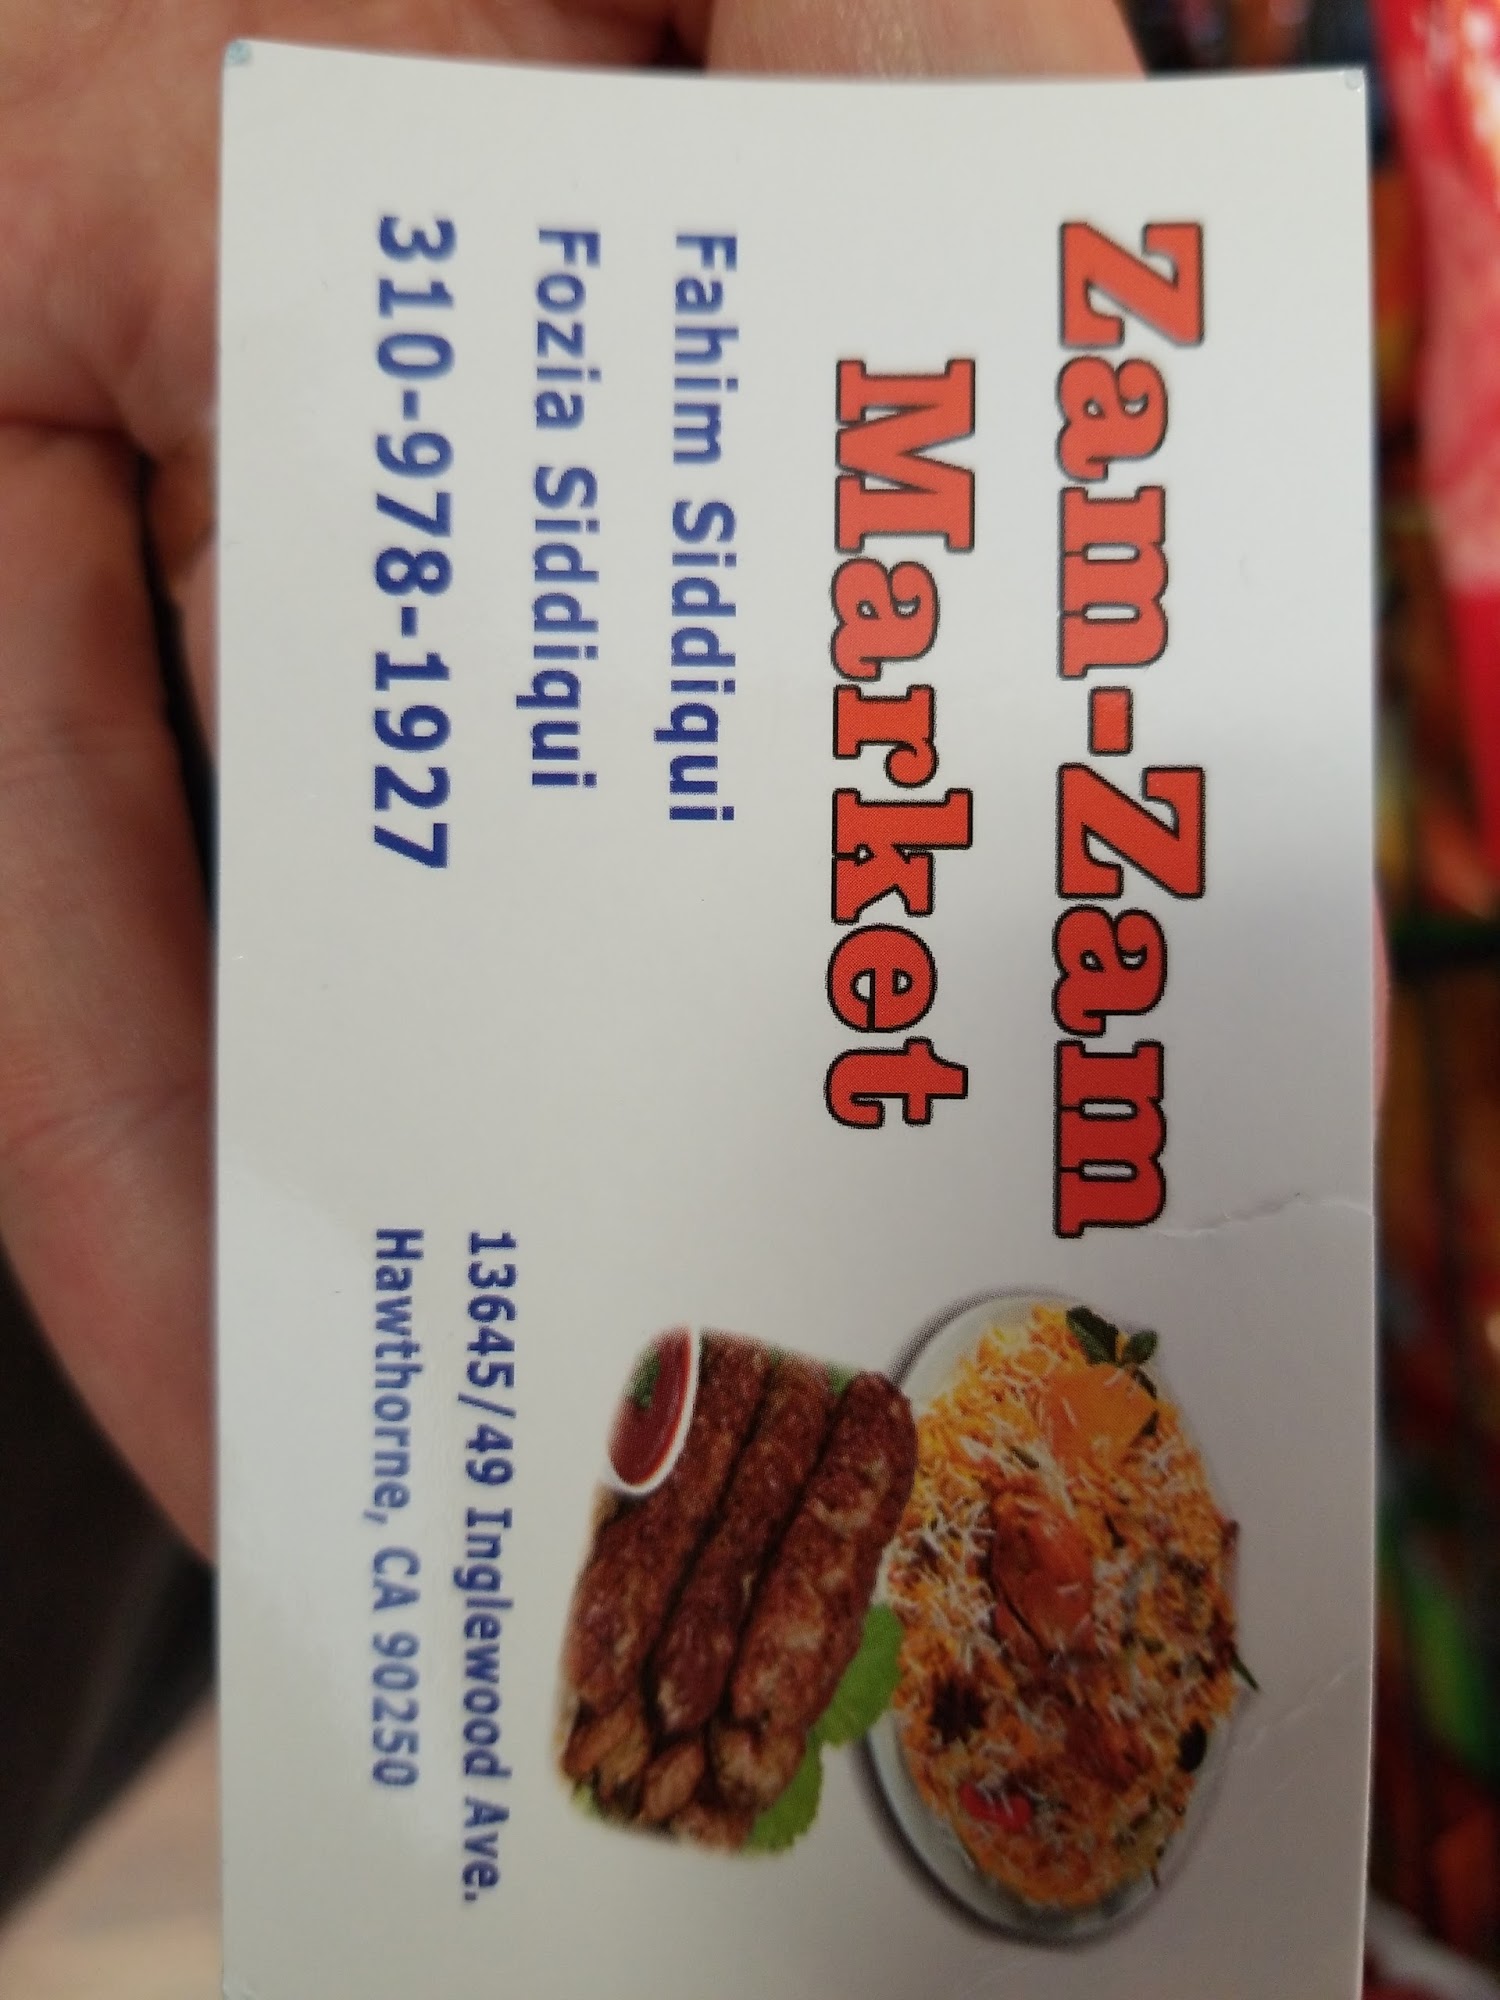 Zam-Zam
Market
Fahim Siddiqui
Fozia Siddiqui
310-978-1927
13645/49 Inglewood Ave.
Hawthorne, CA 90250